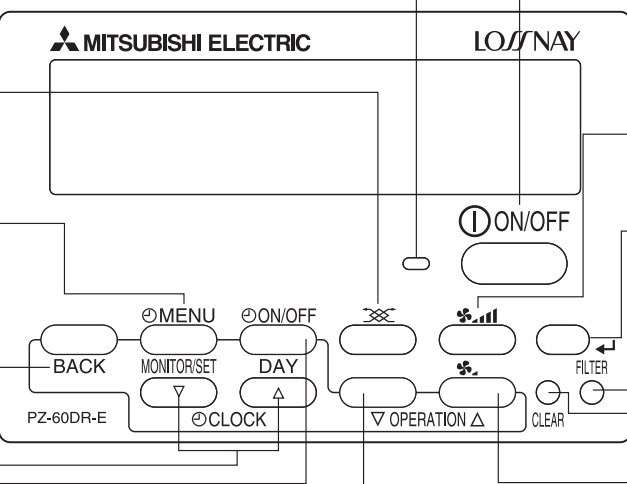 MITSUBISHI ELECTRIC LOSSNAY
ON/OFF
MENU ON/OFF
BACK MONITOR/SET DAY FILTER
PZ-60DR-E CLOCK ▽ OPERATION △ CLEAR